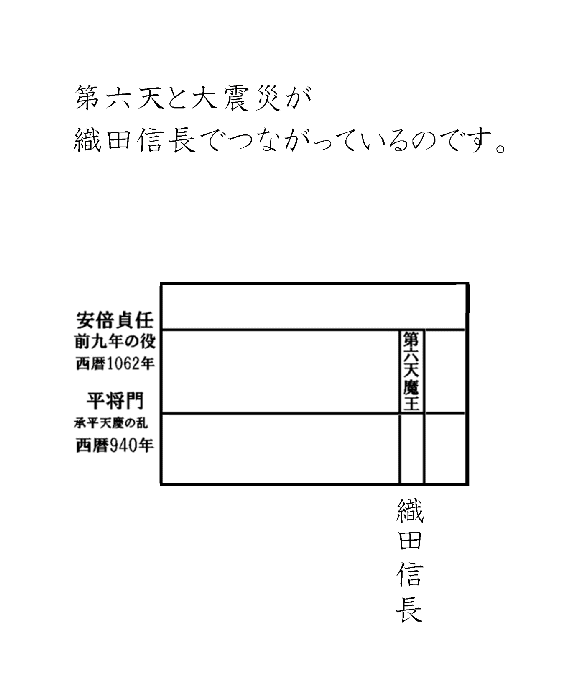 第六天と大震災が
織田信長でつながっているのです。
安倍貞任
前九年の役
西暦1062年
平将門
承平天慶の乱
西暦940年
第六天魔王
織田信長